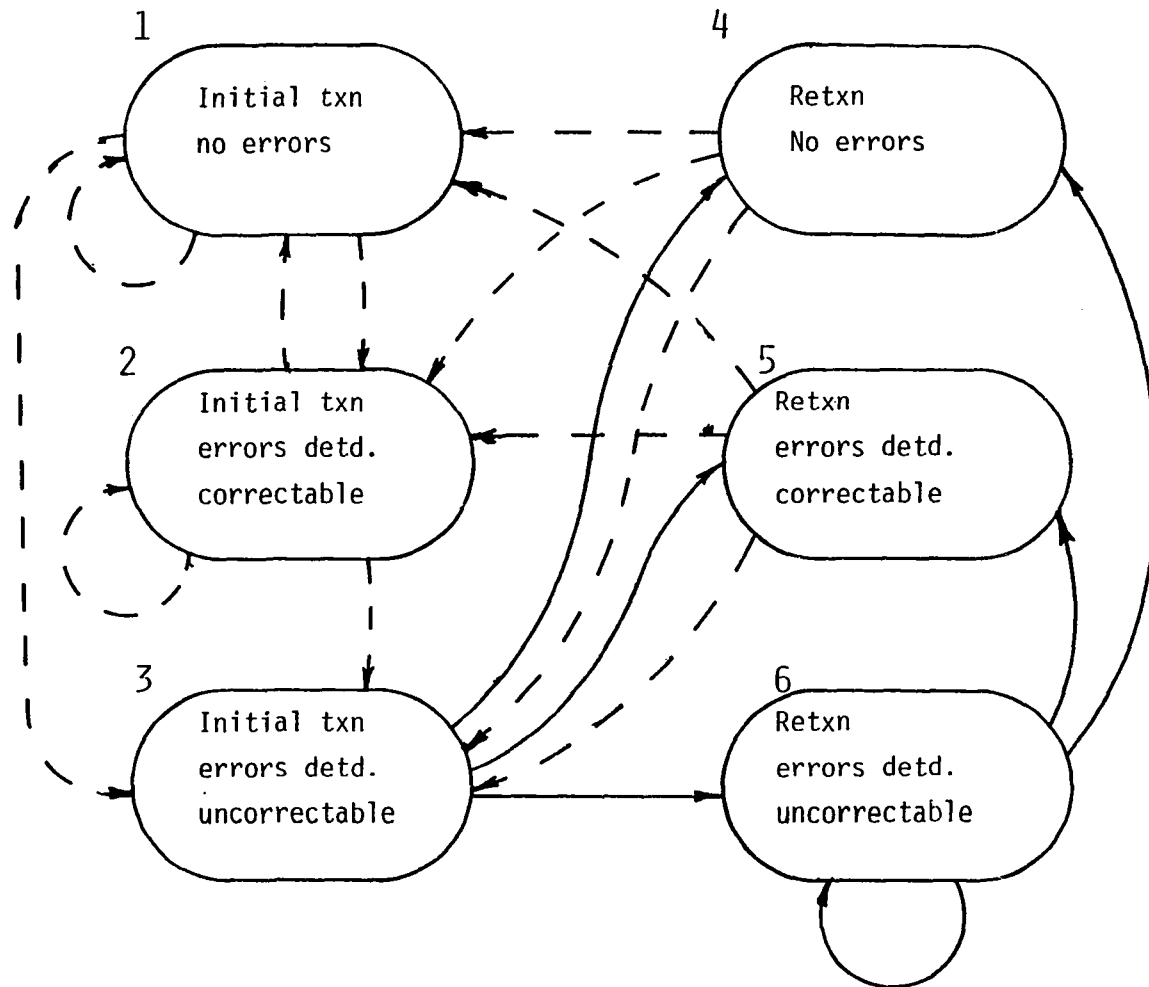 1
Initial txn
no errors
4
Retxn
No errors
2
Initial txn
errors detd.
correctable
5
Retxn
errors detd.
correctable
3
Initial txn
errors detd.
uncorrectable
6
Retxn
errors detd.
uncorrectable